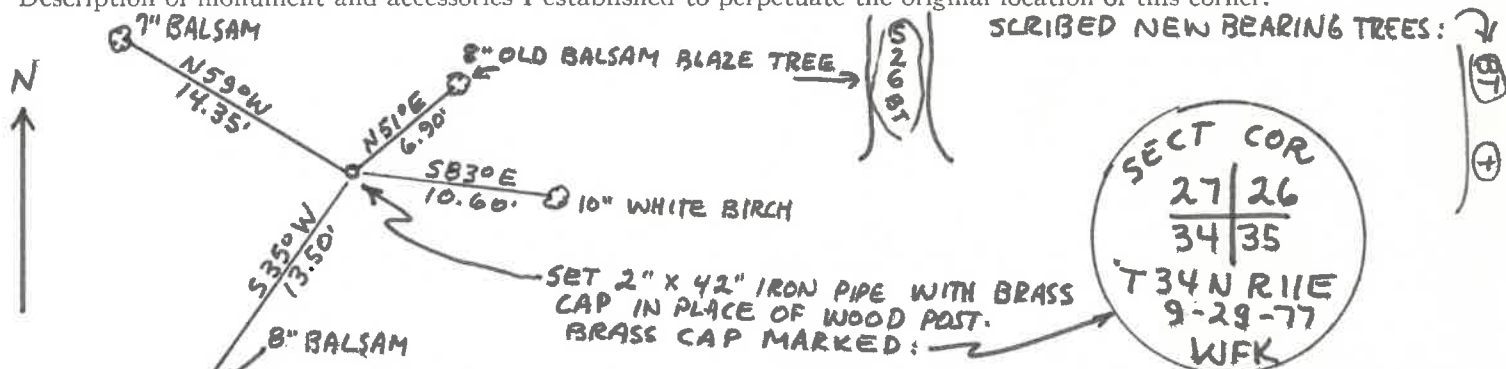 Description of monument and accessories I established to perpetuate the original location of this corner:
7" BALSAM
N
N59°W
14.35'
8" OLD BALSAM BLAZE TREE
N51°E
6.90'
S
2
6
BT
SCRIBED NEW BEARING TREES:
BT
+
S83°E
10.60'
10" WHITE BIRCH
S35°W
13.50'
8" BALSAM
SET 2" X 42" IRON PIPE WITH BRASS
CAP IN PLACE OF WOOD POST.
BRASS CAP MARKED:
SECT COR
27 26
34 35
T34N R11E
9-29-77
WFK